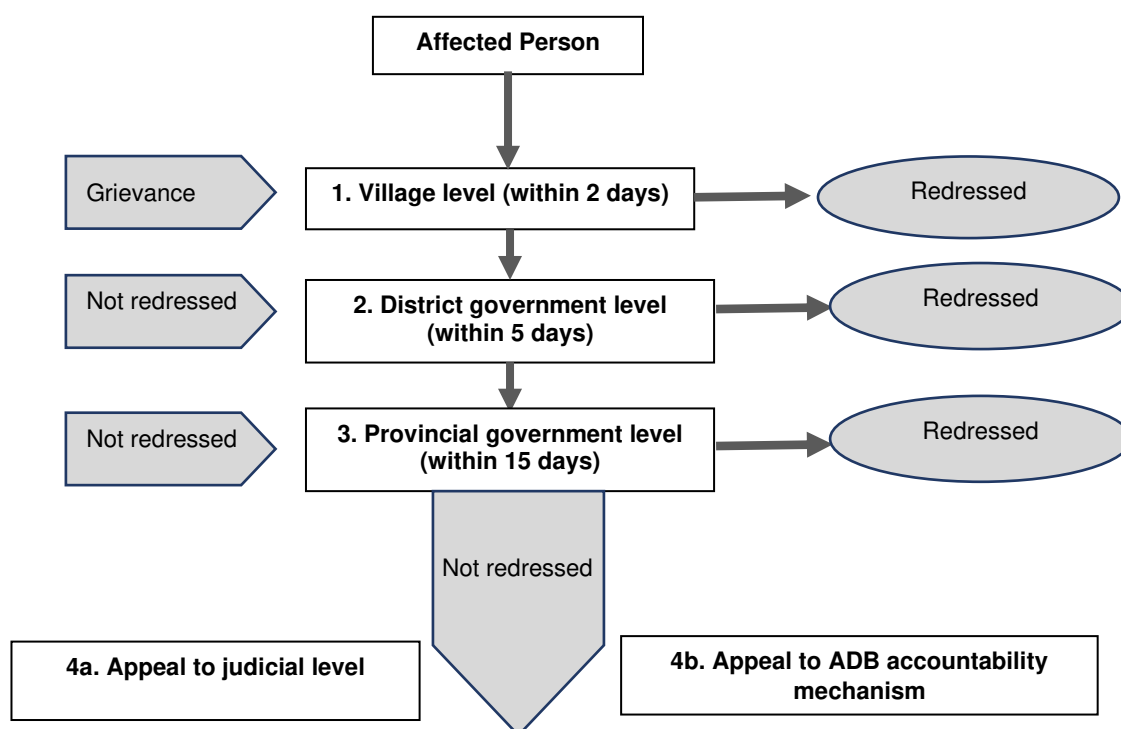 Affected Person
Grievance
1. Village level (within 2 days)
Redressed
Not redressed
2. District government level
(within 5 days)
Redressed
Not redressed
3. Provincial government level
(within 15 days)
Redressed
Not redressed
4a. Appeal to judicial level
4b. Appeal to ADB accountability
mechanism